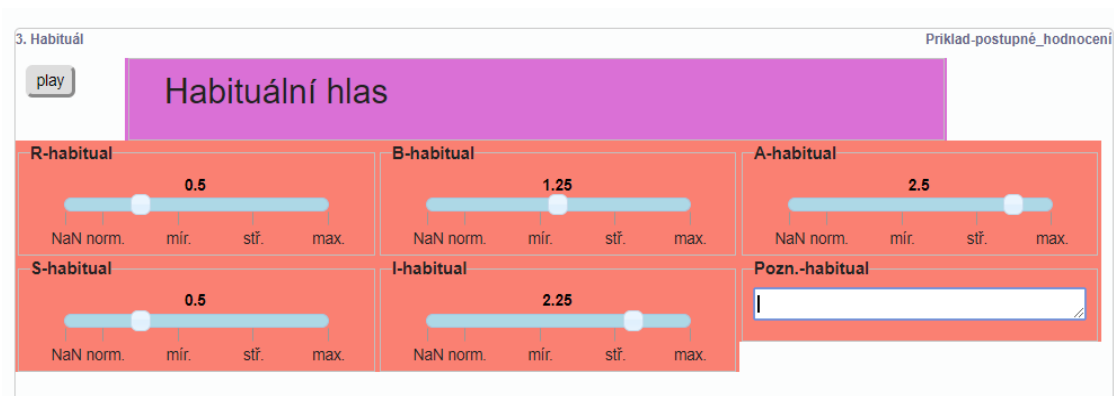 3. Habituál
Priklad-postupné_hodnocení
play
Habituální hlas
R-habitual
0.5
NaN norm. mír. stř. max.
B-habitual
1.25
NaN norm. mír. stř. max.
A-habitual
2.5
NaN norm. mír. stř. max.
S-habitual
0.5
NaN norm. mír. stř. max.
I-habitual
2.25
NaN norm. mír. stř. max.
Pozn.-habitual